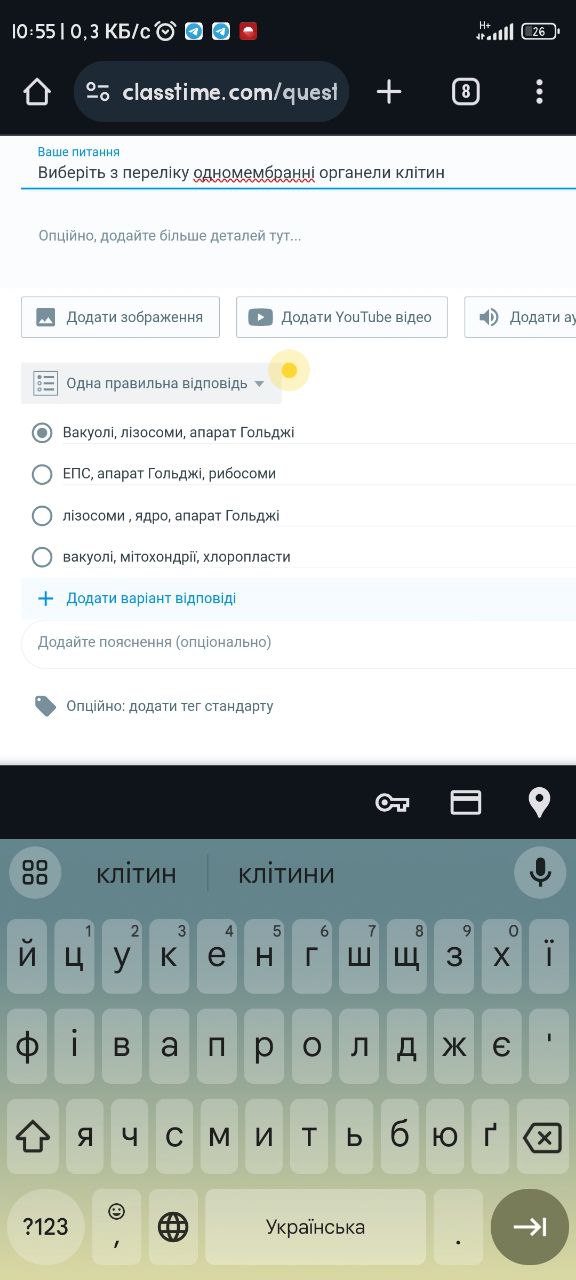 10:55 | 0,3 КБ/с
26
classtime.com/quest
8
Ваше питання
Виберіть з переліку одномембранні органели клітин
Опційно, додайте більше деталей тут...
Додати зображення
Додати YouTube відео
Додати ау
Одна правильна відповідь
Вакуолі, лізосоми, апарат Гольджі
ЕПС, апарат Гольджі, рибосоми
лізосоми , ядро, апарат Гольджі
вакуолі, мітохондрії, хлоропласти
Додати варіант відповіді
Додайте пояснення (опціонально)
Опційно: додати тег стандарту
клітин
клітини
1 2 3 4 5 6 7 8 9 0
й ц у к е н г ш щ з х ї
ф і в а п р о л д ж є '
я ч с м и т ь б ю ґ
?123 , Українська .